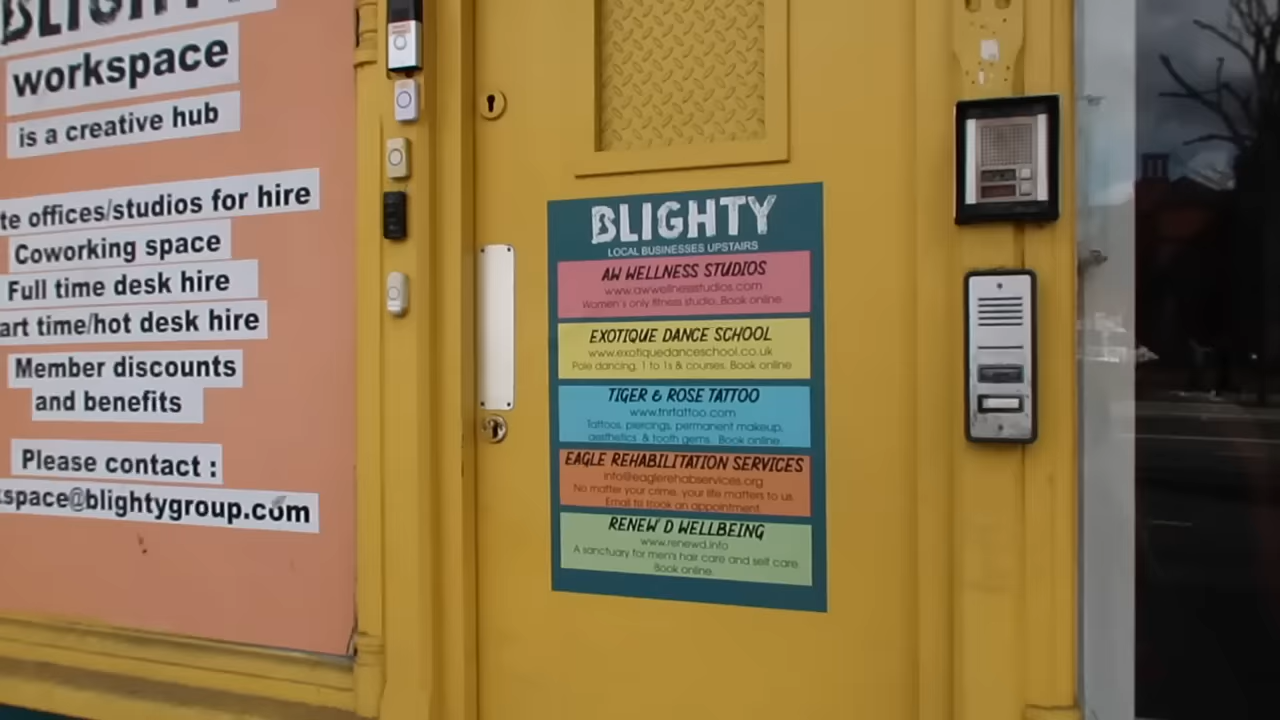 BLIGHTY
workspace
is a creative hub
te offices/studios for hire
Coworking space
Full time desk hire
art time/hot desk hire
Member discounts
and benefits
Please contact :
kspace@blightygroup.com
BLIGHTY
LOCAL BUSINESSES UPSTAIRS
AW WELLNESS STUDIOS
www.awwellnessstudios.com
Women's only fitness studio. Book online
EXOTIQUE DANCE SCHOOL
www.exotiquedanceschool.co.uk
Pole dancing, 1 to 1s & courses. Book online
TIGER & ROSE TATTOO
www.tnrtattoo.com
Tattoos, piercings, permanent makeup,
aesthetics & tooth gems. Book online.
EAGLE REHABILITATION SERVICES
info@eaglerehabservices.org
No matter your crime, your life matters to us.
Email to book an appointment.
RENEW D WELLBEING
www.renewd.info
A sanctuary for men's hair care and self care.
Book online.